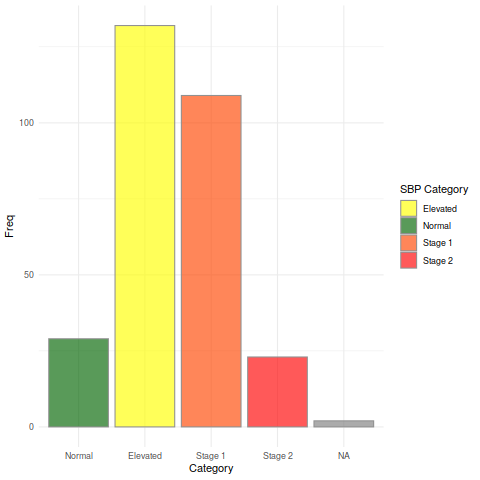 Freq
100
50
0
Normal Elevated Stage 1 Stage 2 NA
Category
SBP Category
Elevated
Normal
Stage 1
Stage 2